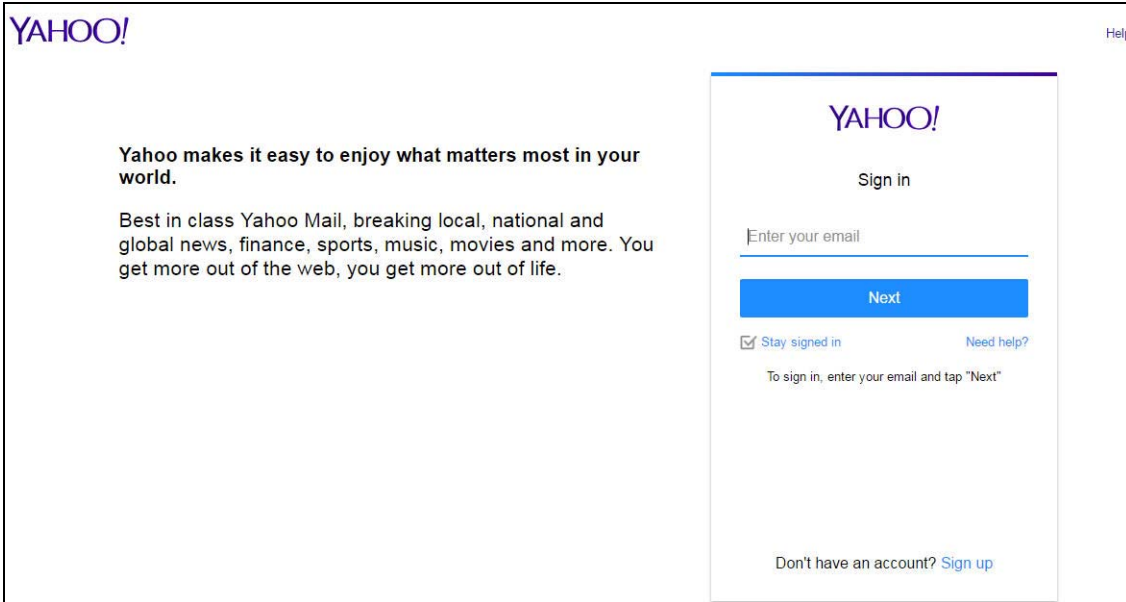 YAHOO!
Help
Yahoo makes it easy to enjoy what matters most in your
world.
Best in class Yahoo Mail, breaking local, national and
global news, finance, sports, music, movies and more. You
get more out of the web, you get more out of life.
YAHOO!
Sign in
Enter your email
Next
Stay signed in Need help?
To sign in, enter your email and tap "Next"
Don't have an account? Sign up